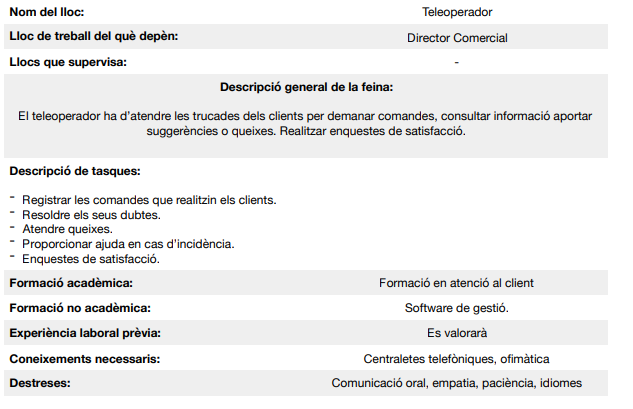 Nom del lloc: Teleoperador
Lloc de treball del què depèn: Director Comercial
Llocs que supervisa: -
Descripció general de la feina:
El teleoperador ha d'atendre les trucades dels clients per demanar comandes, consultar informació aportar
suggerències o queixes. Realitzar enquestes de satisfacció.
Descripció de tasques:
- Registrar les comandes que realitzin els clients.
- Resoldre els seus dubtes.
- Atendre queixes.
- Proporcionar ajuda en cas d'incidència.
- Enquestes de satisfacció.
Formació acadèmica: Formació en atenció al client
Formació no acadèmica: Software de gestió.
Experiència laboral prèvia: Es valorarà
Coneixements necessaris: Centraletes telefòniques, ofimàtica
Destreses: Comunicació oral, empatia, paciència, idiomes